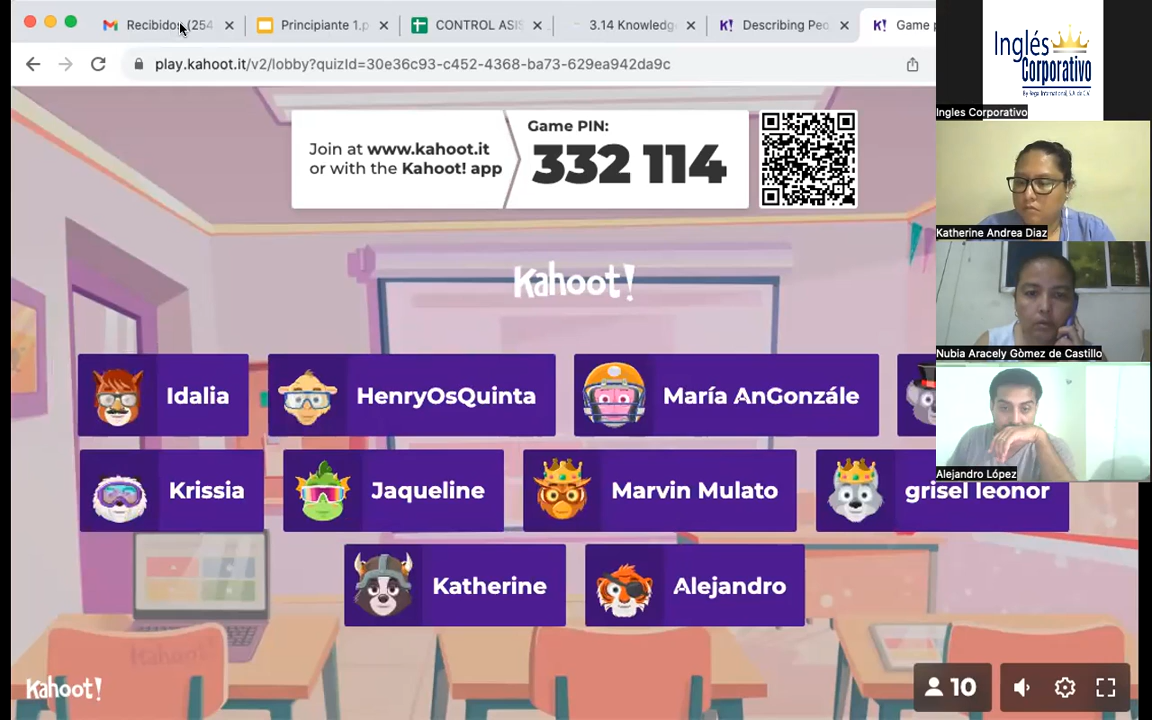 Recibidos (254
Principiante 1.p
CONTROL ASIS
3.14 Knowledg
Describing Peo
Game p
play.kahoot.it/v2/lobby?quizId=30e36c93-c452-4368-ba73-629ea942da9c
Join at www.kahoot.it
or with the Kahoot! app
Game PIN:
332 114
Kahoot!
Idalia
HenryOsQuinta
María AnGonzále
Krissia
Jaqueline
Marvin Mulato
grisel leonor
Katherine
Alejandro
Kahoot!
10
Inglés
Corporativo
Ingles Corporativo
Katherine Andrea Diaz
Nubia Aracely Gòmez de Castillo
Alejandro López